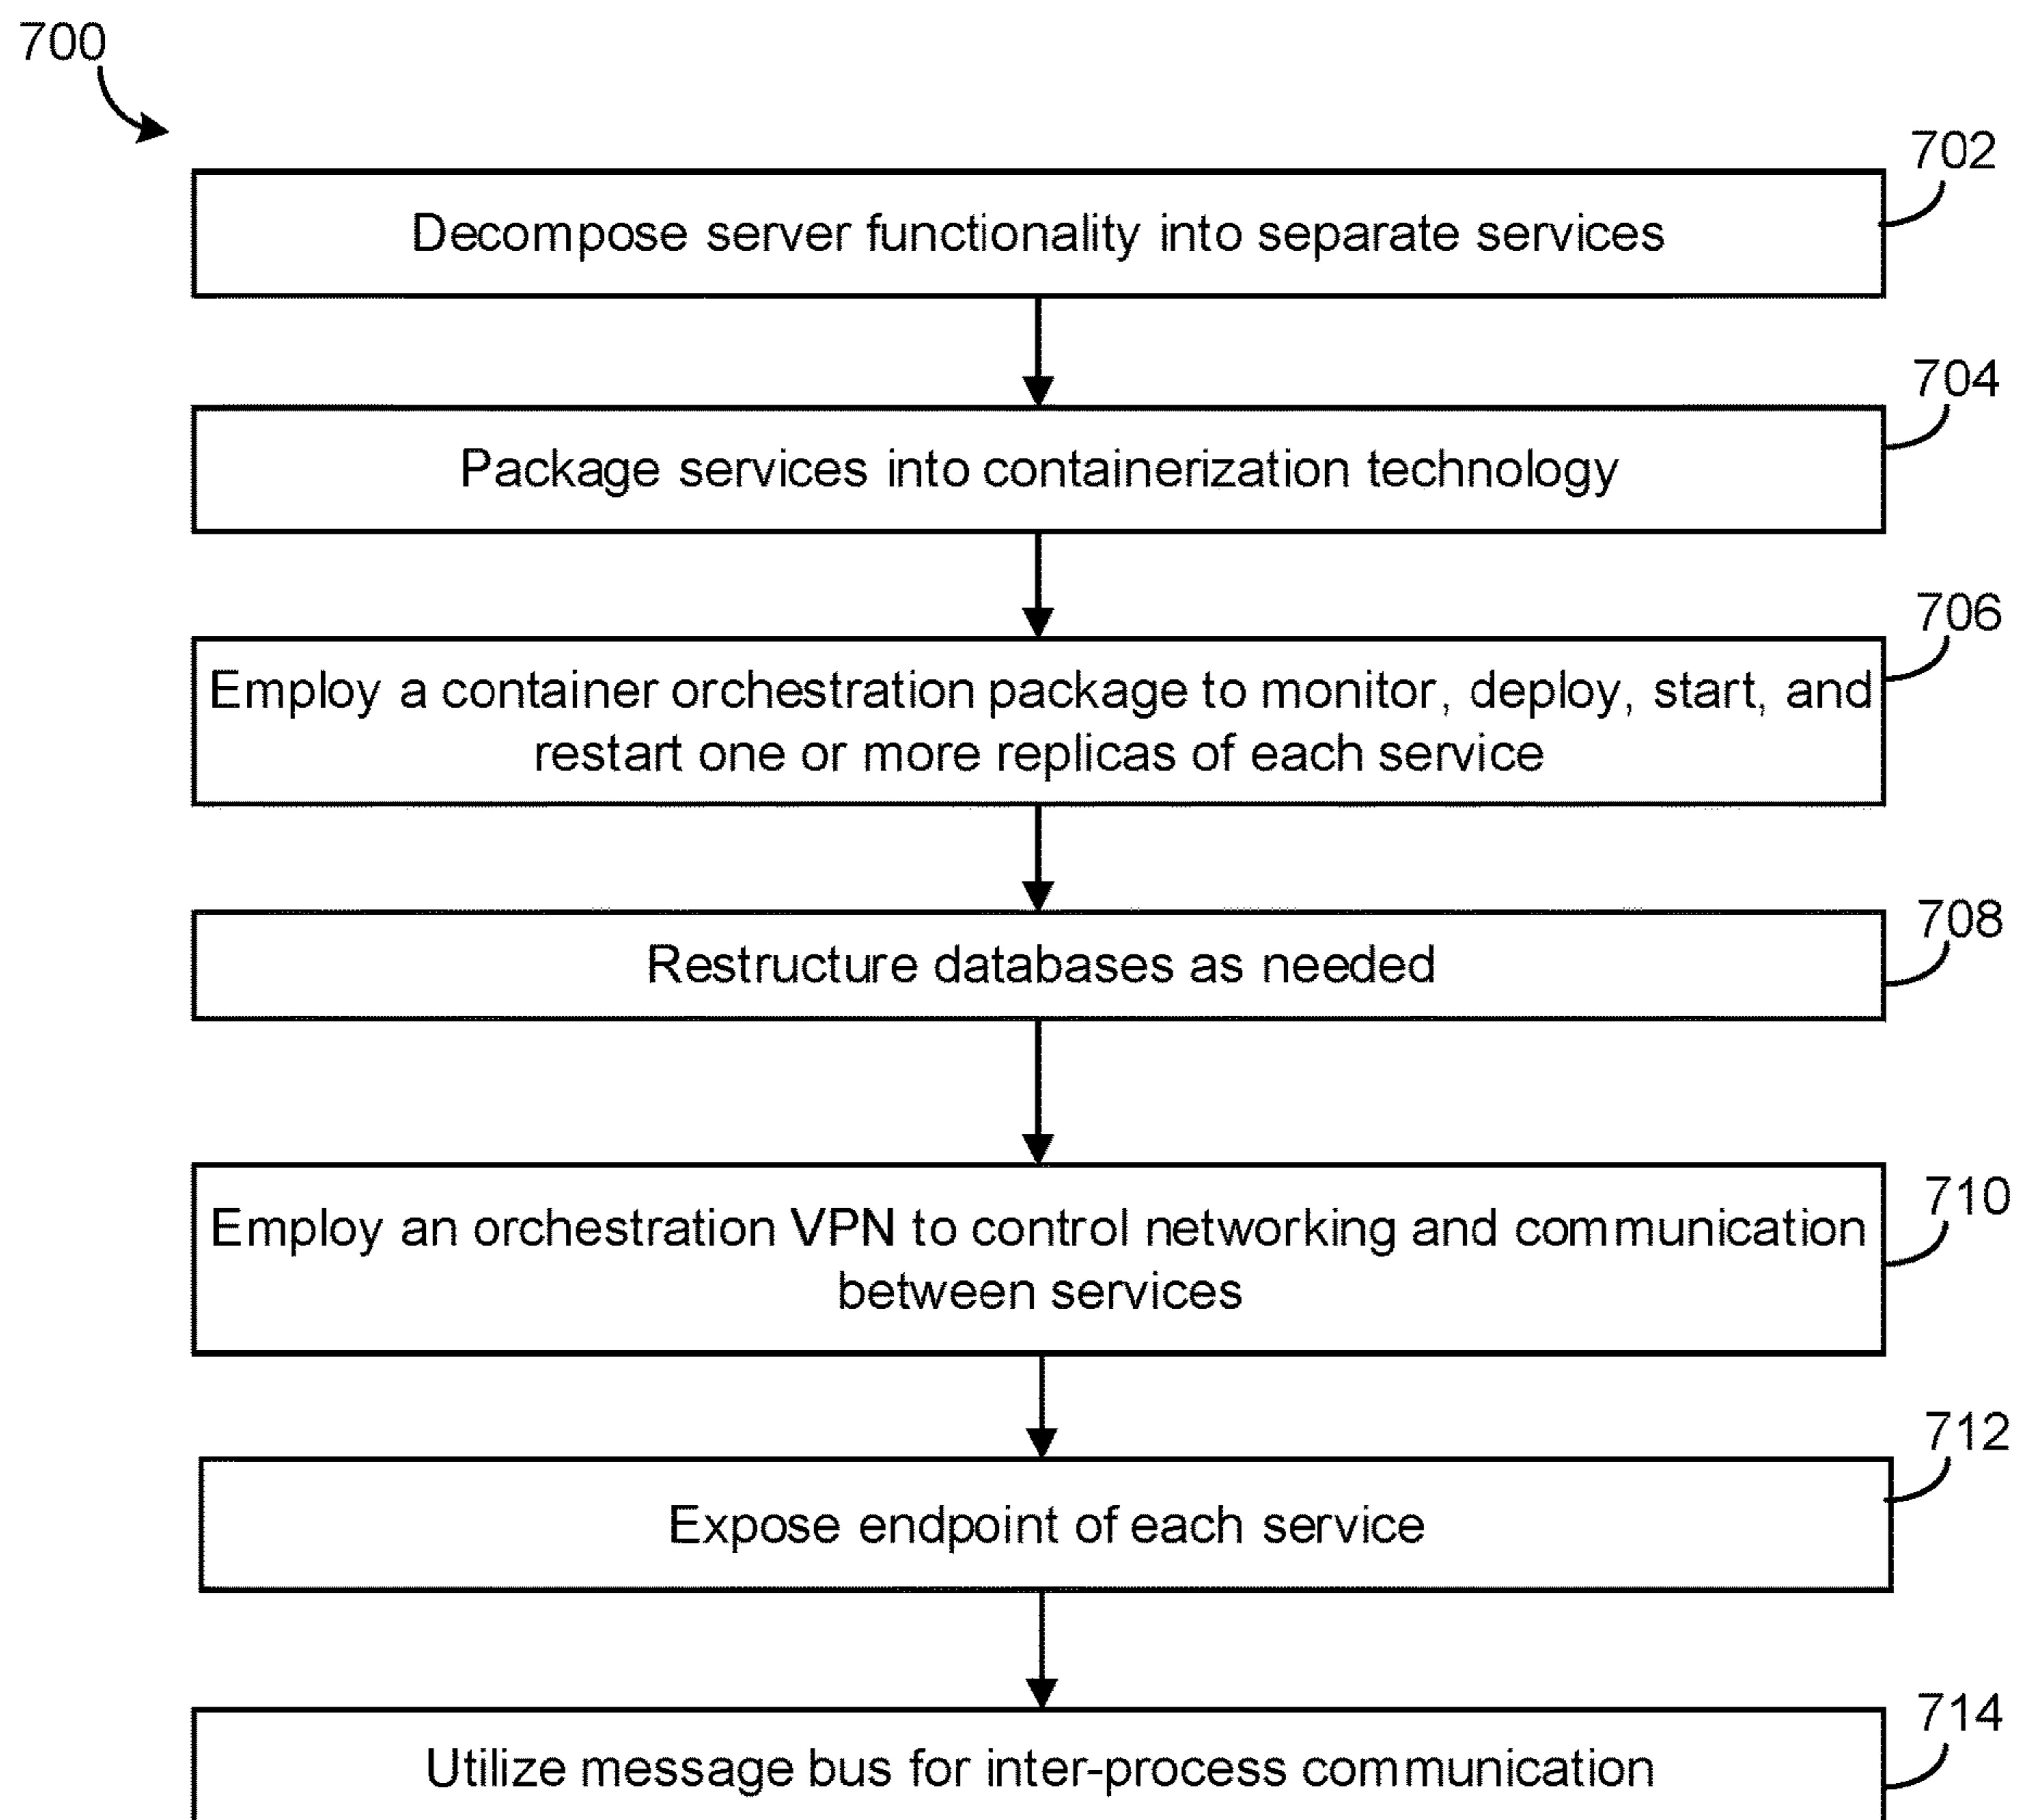 700
702
Decompose server functionality into separate services
704
Package services into containerization technology
706
Employ a container orchestration package to monitor, deploy, start, and
restart one or more replicas of each service
708
Restructure databases as needed
710
Employ an orchestration VPN to control networking and communication
between services
712
Expose endpoint of each service
714
Utilize message bus for inter-process communication